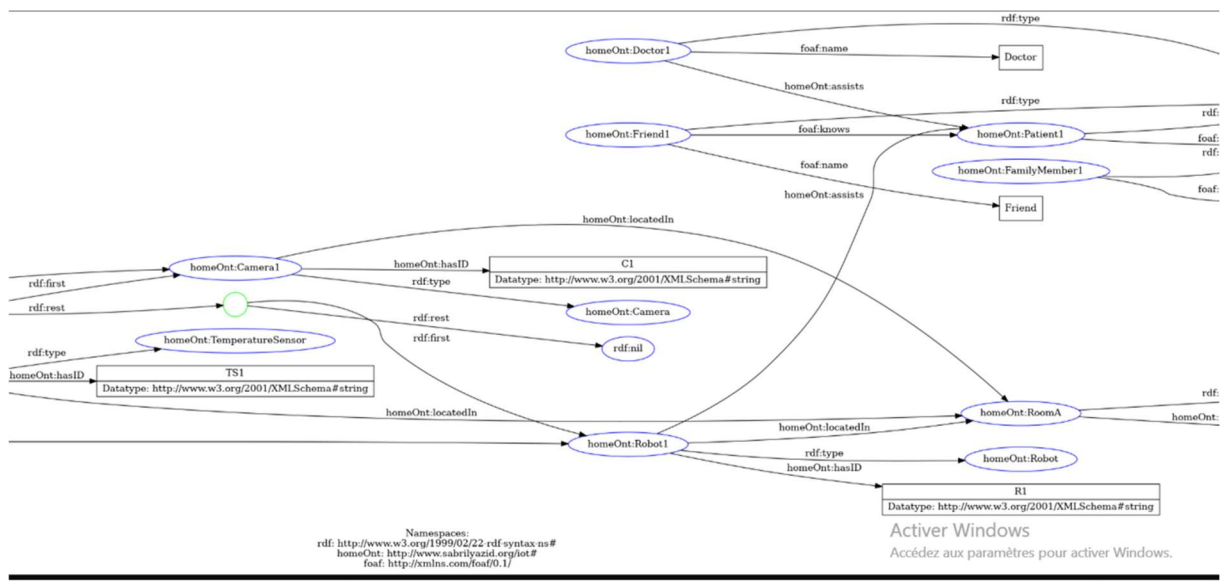 rdf:type
homeOnt:Doctor1
foaf:name
Doctor
homeOnt:assists
rdf:type
rdf:
homeOnt:Friend1
foaf:knows
homeOnt:Patient1
foaf:
rdf:
foaf:name
homeOnt:FamilyMember1
homeOnt:assists
foaf:
Friend
homeOnt:locatedIn
homeOnt:Camera1
homeOnt:hasID
C1
Datatype: http://www.w3.org/2001/XMLSchema#string
rdf:first
rdf:type
rdf:rest
homeOnt:Camera
rdf:rest
rdf:first
homeOnt:TemperatureSensor
rdf:nil
rdf:type
homeOnt:hasID
TS1
Datatype: http://www.w3.org/2001/XMLSchema#string
rdf:
homeOnt:locatedIn
homeOnt:RoomA
homeOnt:
homeOnt:locatedIn
homeOnt:Robot1
rdf:type
homeOnt:Robot
homeOnt:hasID
R1
Datatype: http://www.w3.org/2001/XMLSchema#string
Namespaces:
rdf: http://www.w3.org/1999/02/22-rdf-syntax-ns#
homeOnt: http://www.sabrilyazid.org/iot#
foaf: http://xmlns.com/foaf/0.1/
Activer Windows
Accédez aux paramètres pour activer Windows.